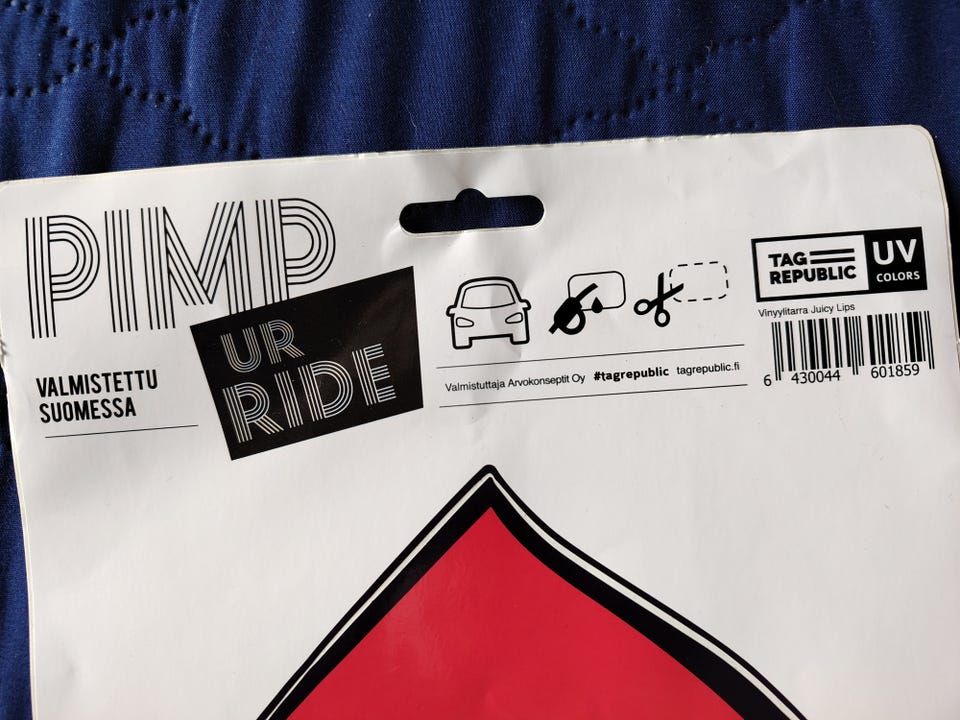 PIMP
UR
RIDE
VALMISTETTU
SUOMESSA
Valmistuttaja Arvokonseptit Oy #tagrepublic tagrepublic.fi
TAG
REPUBLIC
UV
COLORS
Vinyylitarra Juicy Lips
6 430044 601859